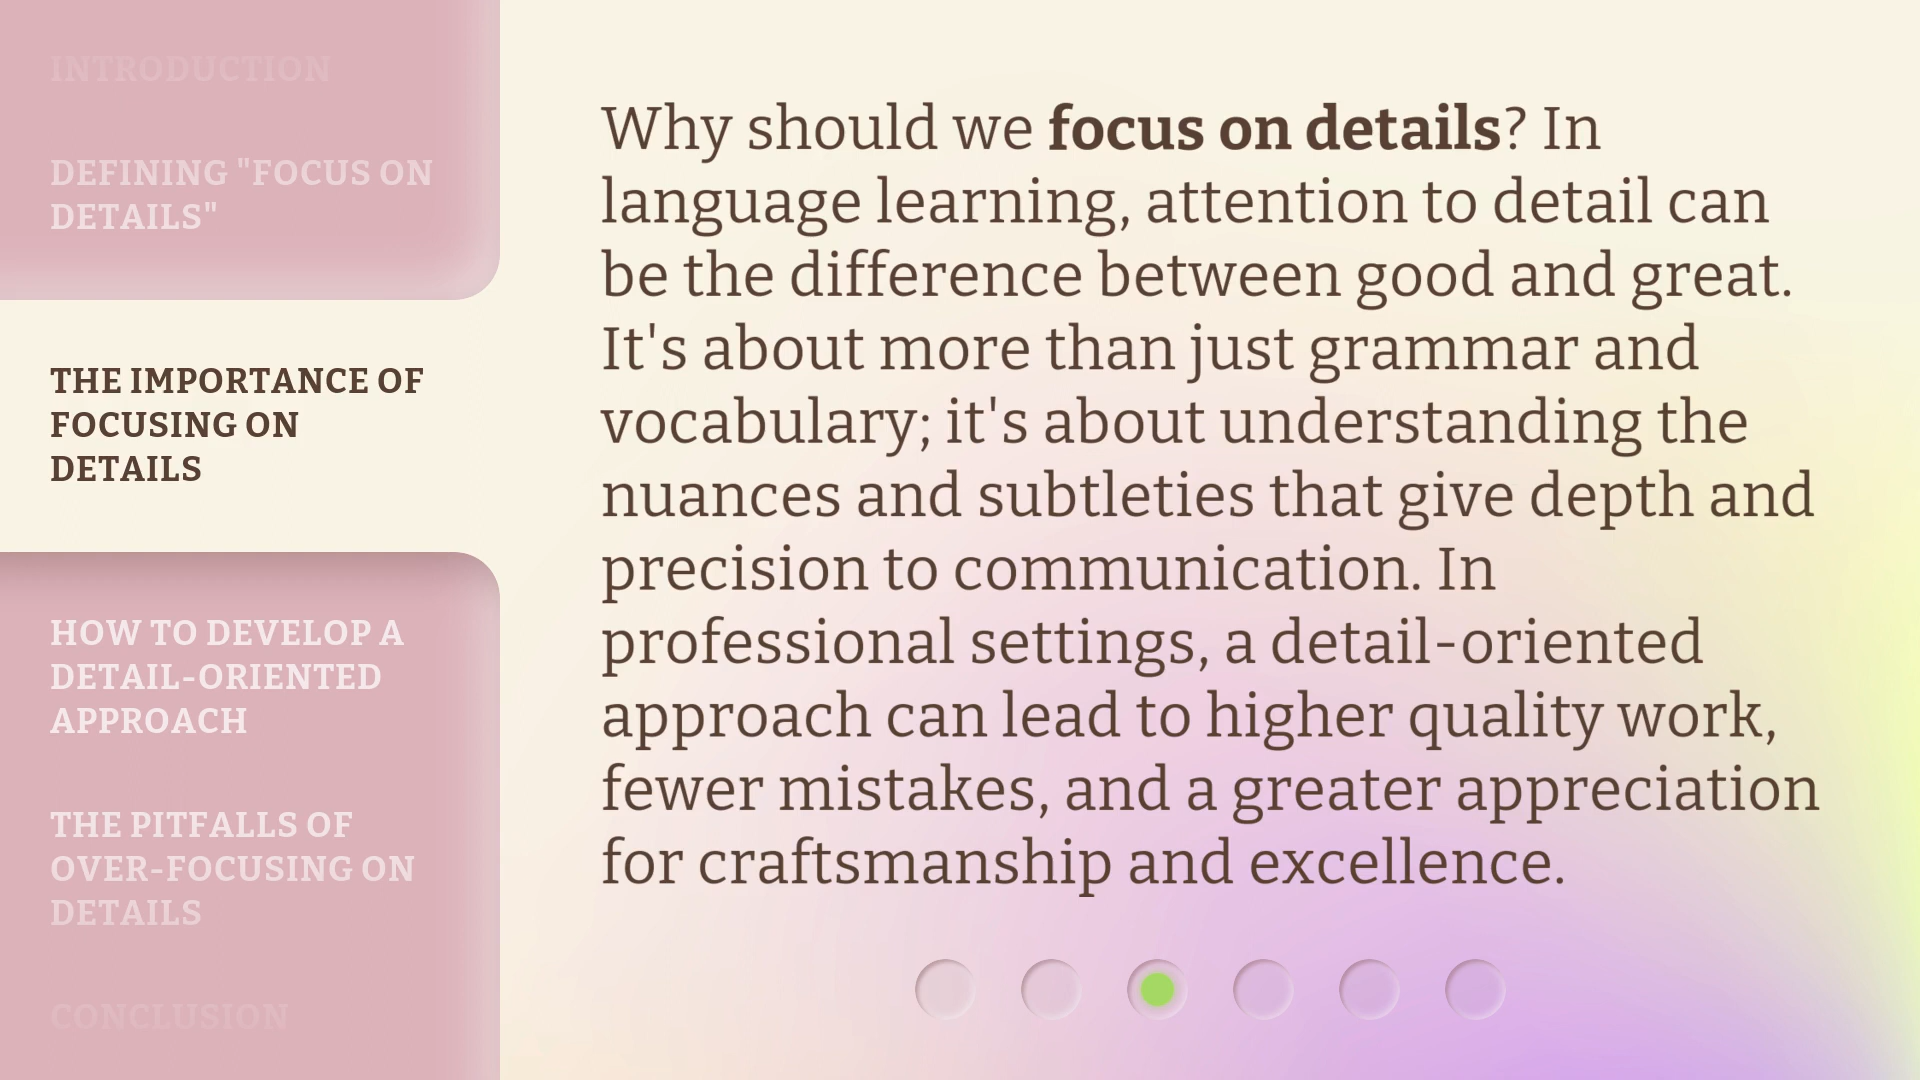 INTRODUCTION
DEFINING "FOCUS ON
DETAILS"
THE IMPORTANCE OF
FOCUSING ON
DETAILS
HOW TO DEVELOP A
DETAIL-ORIENTED
APPROACH
THE PITFALLS OF
OVER-FOCUSING ON
DETAILS
CONCLUSION
Why should we focus on details? In
language learning, attention to detail can
be the difference between good and great.
It's about more than just grammar and
vocabulary; it's about understanding the
nuances and subtleties that give depth and
precision to communication. In
professional settings, a detail-oriented
approach can lead to higher quality work,
fewer mistakes, and a greater appreciation
for craftsmanship and excellence.